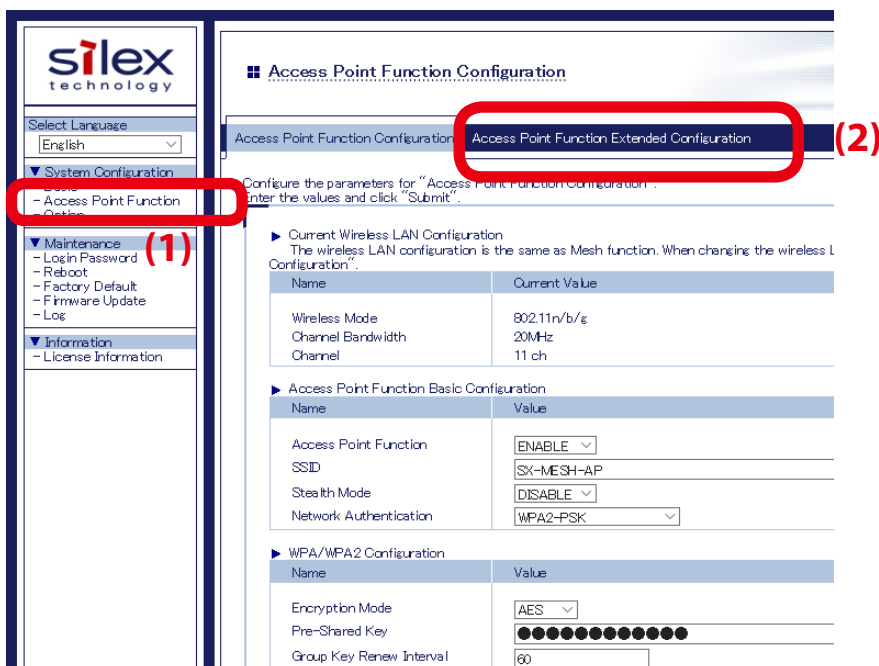 silex
technology
Select Language
English
▼ System Configuration
- Basic
- Access Point Function
- Option
(1)
▼ Maintenance
- Login Password
- Reboot
- Factory Default
- Firmware Update
- Log
▼ Information
- License Information
Access Point Function Configuration
Access Point Function Configuration
Access Point Function Extended Configuration
(2)
Configure the parameters for "Access Point Function Configuration".
Enter the values and click "Submit".
Current Wireless LAN Configuration
The wireless LAN configuration is the same as Mesh function. When changing the wireless L
Configuration".
Name Current Value
Wireless Mode 802.11n/b/g
Channel Bandwidth 20MHz
Channel 11 ch
Access Point Function Basic Configuration
Name Value
Access Point Function ENABLE
SSID SX-MESH-AP
Stealth Mode DISABLE
Network Authentication WPA2-PSK
WPA/WPA2 Configuration
Name Value
Encryption Mode AES
Pre-Shared Key ●●●●●●●●●●●●
Group Key Renew Interval 60